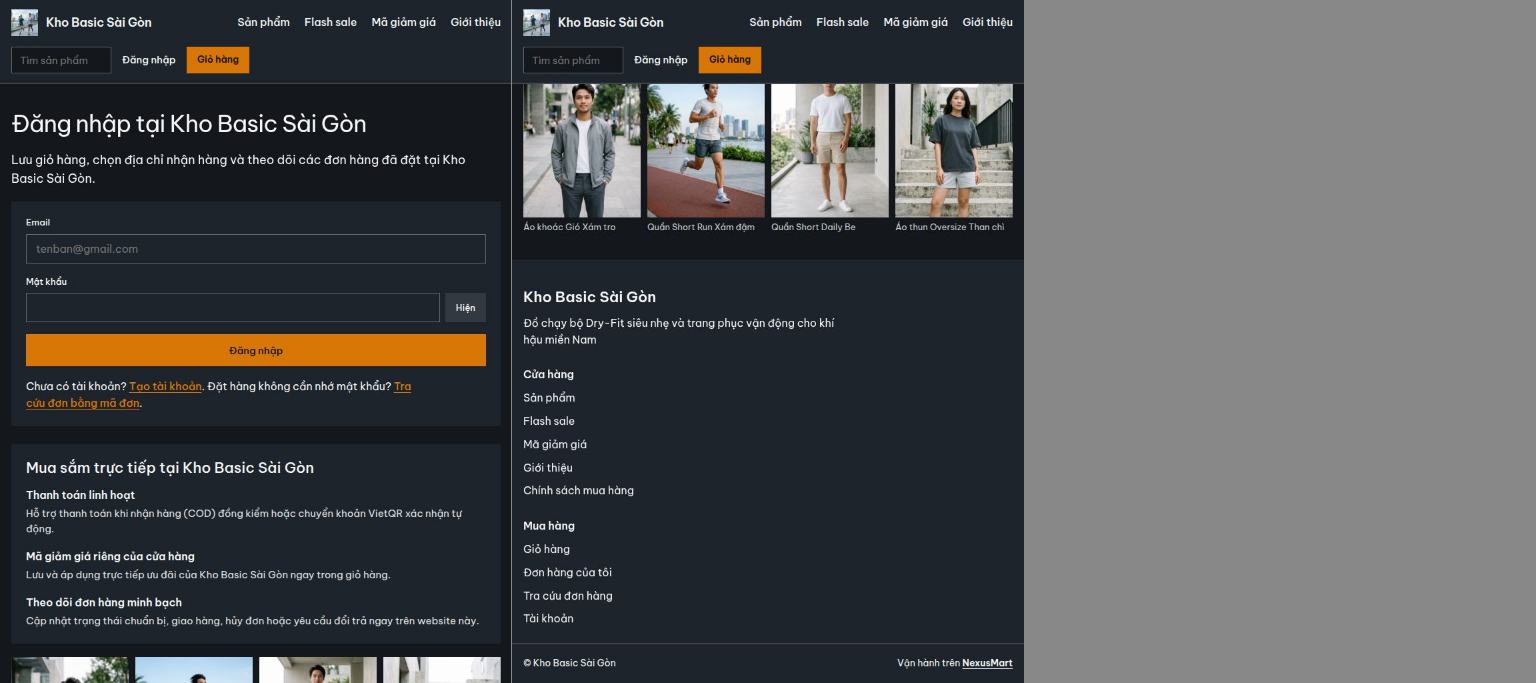 Kho Basic Sài Gòn
Sản phẩm Flash sale Mã giảm giá Giới thiệu
Tìm sản phẩm Đăng nhập Giỏ hàng
Đăng nhập tại Kho Basic Sài Gòn
Lưu giỏ hàng, chọn địa chỉ nhận hàng và theo dõi các đơn hàng đã đặt tại Kho
Basic Sài Gòn.
Email
tenban@gmail.com
Mật khẩu
Hiện
Đăng nhập
Chưa có tài khoản? Tạo tài khoản. Đặt hàng không cần nhớ mật khẩu? Tra
cứu đơn bằng mã đơn.
Mua sắm trực tiếp tại Kho Basic Sài Gòn
Thanh toán linh hoạt
Hỗ trợ thanh toán khi nhận hàng (COD) đồng kiểm hoặc chuyển khoản VietQR xác nhận tự
động.
Mã giảm giá riêng của cửa hàng
Lưu và áp dụng trực tiếp ưu đãi của Kho Basic Sài Gòn ngay trong giỏ hàng.
Theo dõi đơn hàng minh bạch
Cập nhật trạng thái chuẩn bị, giao hàng, hủy đơn hoặc yêu cầu đổi trả ngay trên website này.
Kho Basic Sài Gòn
Sản phẩm Flash sale Mã giảm giá Giới thiệu
Tìm sản phẩm Đăng nhập Giỏ hàng
Áo khoác Gió Xám tro
Quần Short Run Xám đậm
Quần Short Daily Be
Áo thun Oversize Than chì
Kho Basic Sài Gòn
Đồ chạy bộ Dry-Fit siêu nhẹ và trang phục vận động cho khí
hậu miền Nam
Cửa hàng
Sản phẩm
Flash sale
Mã giảm giá
Giới thiệu
Chính sách mua hàng
Mua hàng
Giỏ hàng
Đơn hàng của tôi
Tra cứu đơn hàng
Tài khoản
© Kho Basic Sài Gòn
Vận hành trên NexusMart